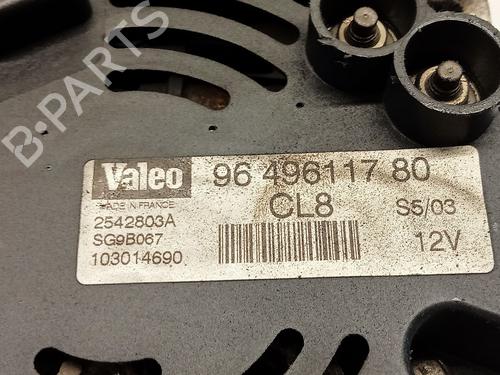 B-PARTS
Valeo
MADE IN FRANCE
96 496117 80
CL8
S5/03
12V
2542803A
SG9B067
103014690